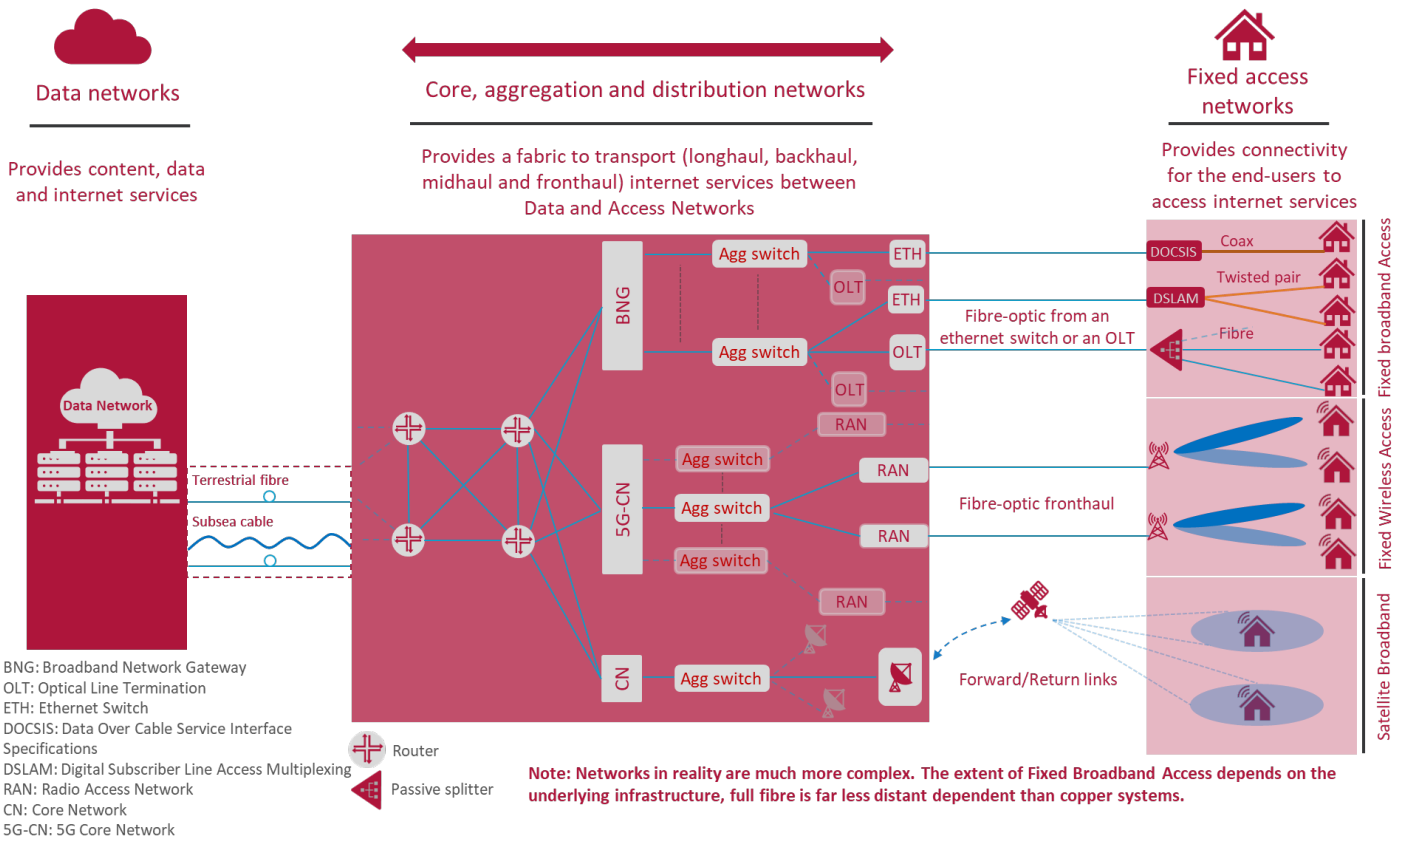 Data networks
Provides content, data
and internet services
Core, aggregation and distribution networks
Provides a fabric to transport (longhaul, backhaul,
midhaul and fronthaul) internet services between
Data and Access Networks
Fixed access
networks
Provides connectivity
for the end-users to
access internet services
Data Network
Terrestrial fibre
Subsea cable
BNG
Agg switch
ETH
OLT
ETH
Agg switch
OLT
OLT
5G-CN
RAN
Agg switch
RAN
Agg switch
RAN
Agg switch
RAN
CN
Agg switch
Fibre-optic from an
ethernet switch or an OLT
Fibre-optic fronthaul
Forward/Return links
DOCSIS
Coax
Twisted pair
DSLAM
Fibre
Fixed broadband Access
Fixed Wireless Access
Satellite Broadband
BNG: Broadband Network Gateway
OLT: Optical Line Termination
ETH: Ethernet Switch
DOCSIS: Data Over Cable Service Interface
Specifications
DSLAM: Digital Subscriber Line Access Multiplexing
RAN: Radio Access Network
CN: Core Network
5G-CN: 5G Core Network
Router
Passive splitter
Note: Networks in reality are much more complex. The extent of Fixed Broadband Access depends on the
underlying infrastructure, full fibre is far less distant dependent than copper systems.